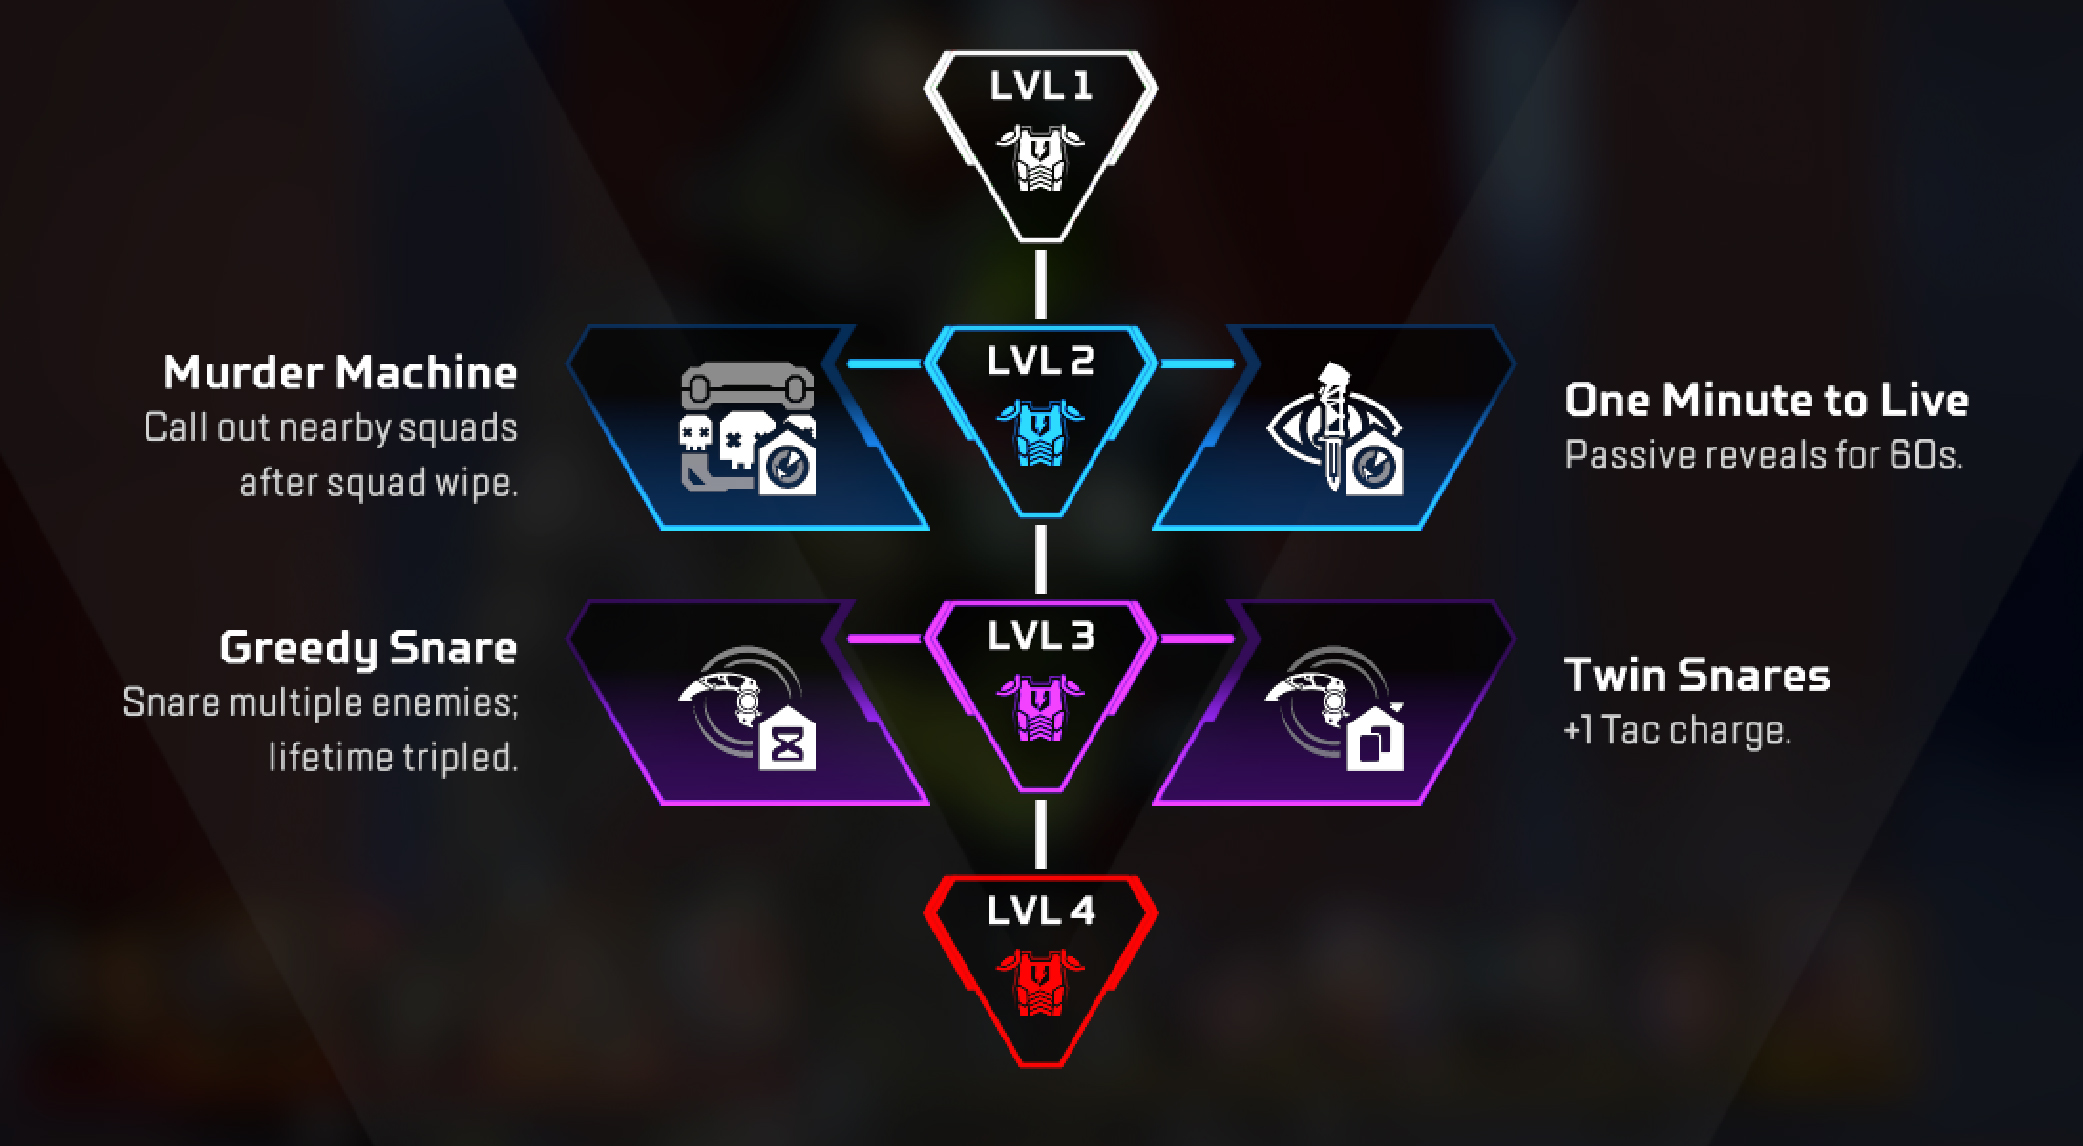 LVL 1
Murder Machine
Call out nearby squads
after squad wipe.
LVL 2
One Minute to Live
Passive reveals for 60s.
Greedy Snare
Snare multiple enemies;
lifetime tripled.
LVL 3
Twin Snares
+1 Tac charge.
LVL 4